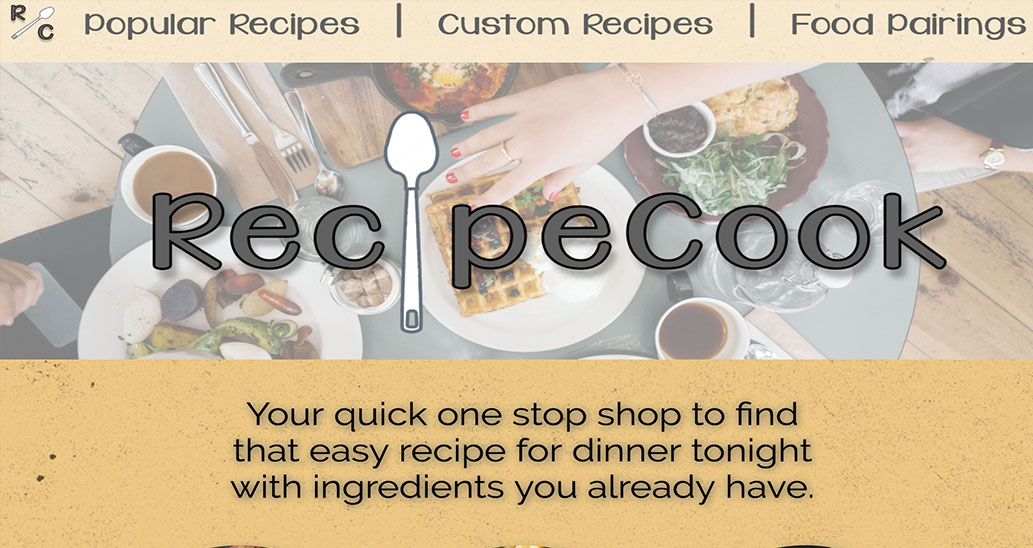 R C
Popular Recipes | Custom Recipes | Food Pairings
RecipeCook
Your quick one stop shop to find
that easy recipe for dinner tonight
with ingredients you already have.